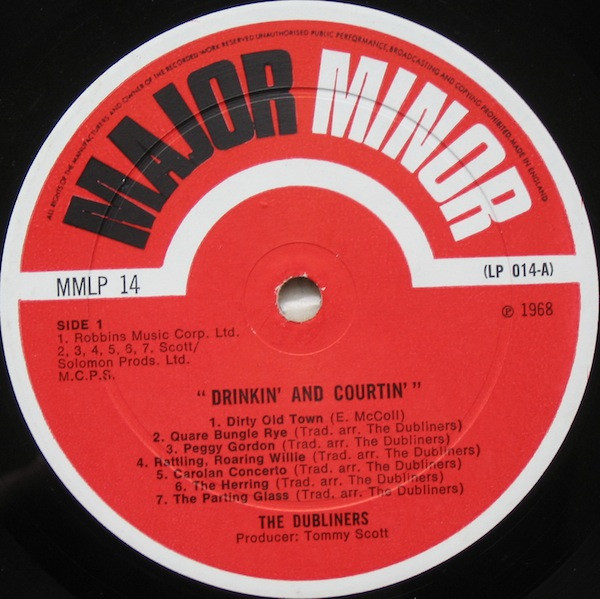 ALL RIGHTS OF THE MANUFACTURERS AND OWNER OF THE RECORDED WORK RESERVED. UNAUTHORISED PUBLIC PERFORMANCE, BROADCASTING AND COPYING PROHIBITED. MADE IN ENGLAND.
MAJOR MINOR
MMLP 14
(LP 014-A)
℗ 1968
SIDE 1
1. Robbins Music Corp. Ltd.
2, 3, 4, 5, 6, 7. Scott/
Solomon Prods. Ltd.
M.C.P.S.
"DRINKIN' AND COURTIN'"
1. Dirty Old Town (E. McColl)
2. Quare Bungle Rye (Trad. arr. The Dubliners)
3. Peggy Gordon (Trad. arr. The Dubliners)
4. Rattling, Roaring Willie (Trad. arr. The Dubliners)
5. Carolan Concerto (Trad. arr. The Dubliners)
6. The Herring (Trad. arr. The Dubliners)
7. The Parting Glass (Trad. arr. The Dubliners)
THE DUBLINERS
Producer: Tommy Scott